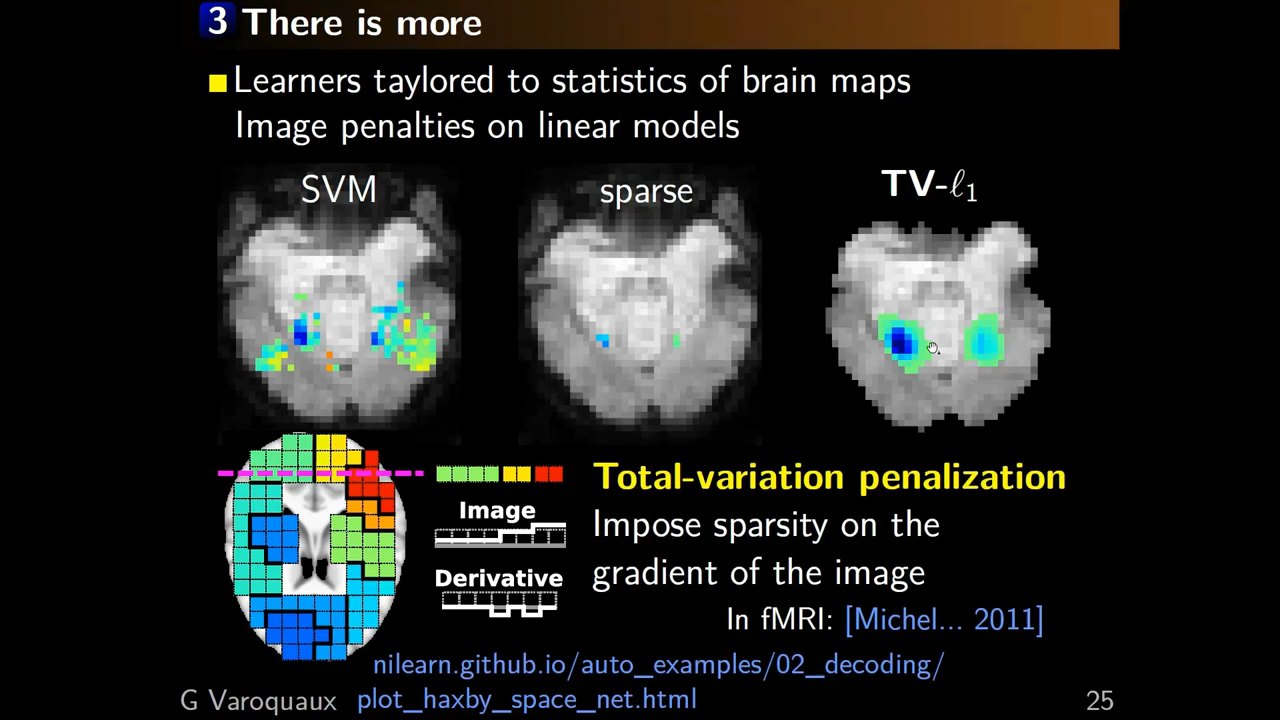 3 There is more
Learners taylored to statistics of brain maps
Image penalties on linear models
SVM
sparse
TV-ℓ₁
Total-variation penalization
Image
Impose sparsity on the
Derivative
gradient of the image
In fMRI: [Michel... 2011]
nilearn.github.io/auto_examples/02_decoding/
G Varoquaux
plot_haxby_space_net.html
25